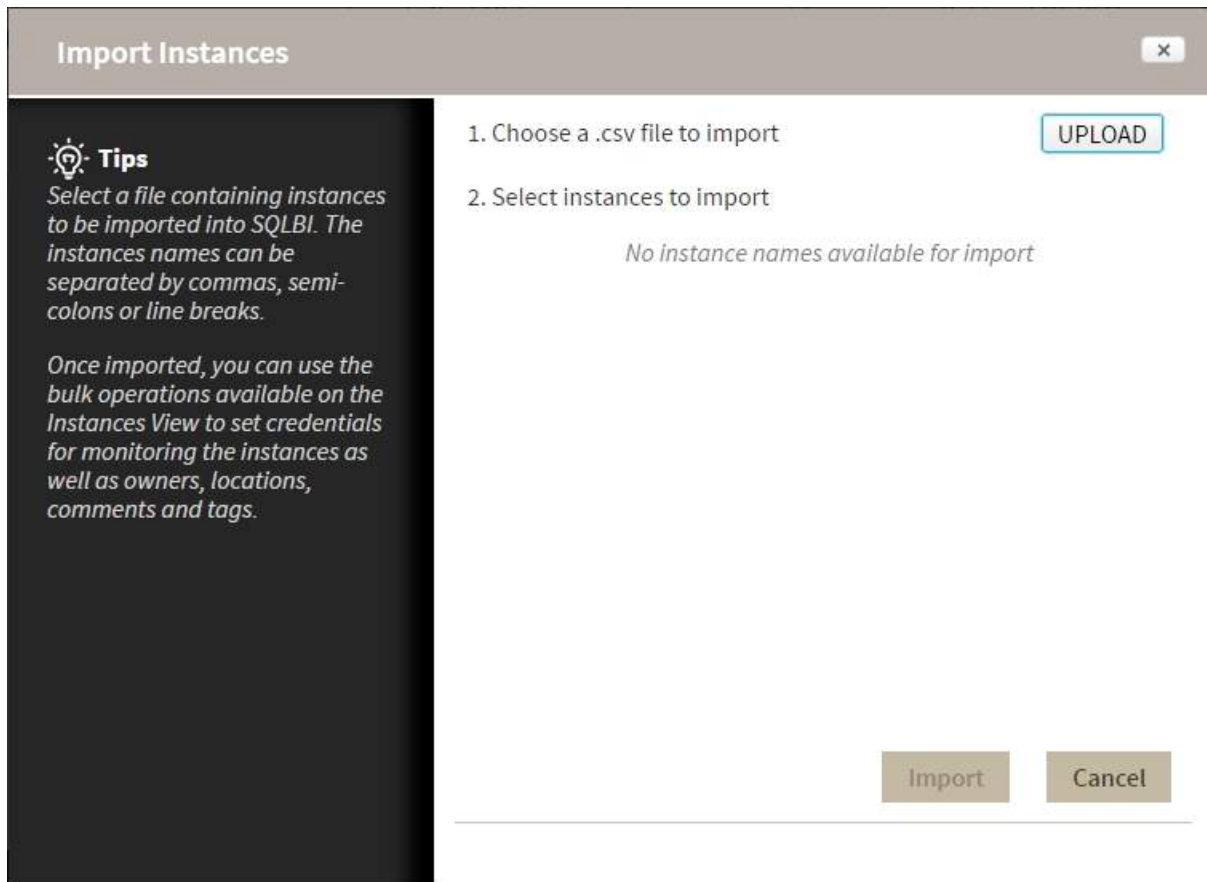 Import Instances
Tips
Select a file containing instances
to be imported into SQLBI. The
instances names can be
separated by commas, semi-
colons or line breaks.
Once imported, you can use the
bulk operations available on the
Instances View to set credentials
for monitoring the instances as
well as owners, locations,
comments and tags.
1. Choose a .csv file to import
UPLOAD
2. Select instances to import
No instance names available for import
Import
Cancel